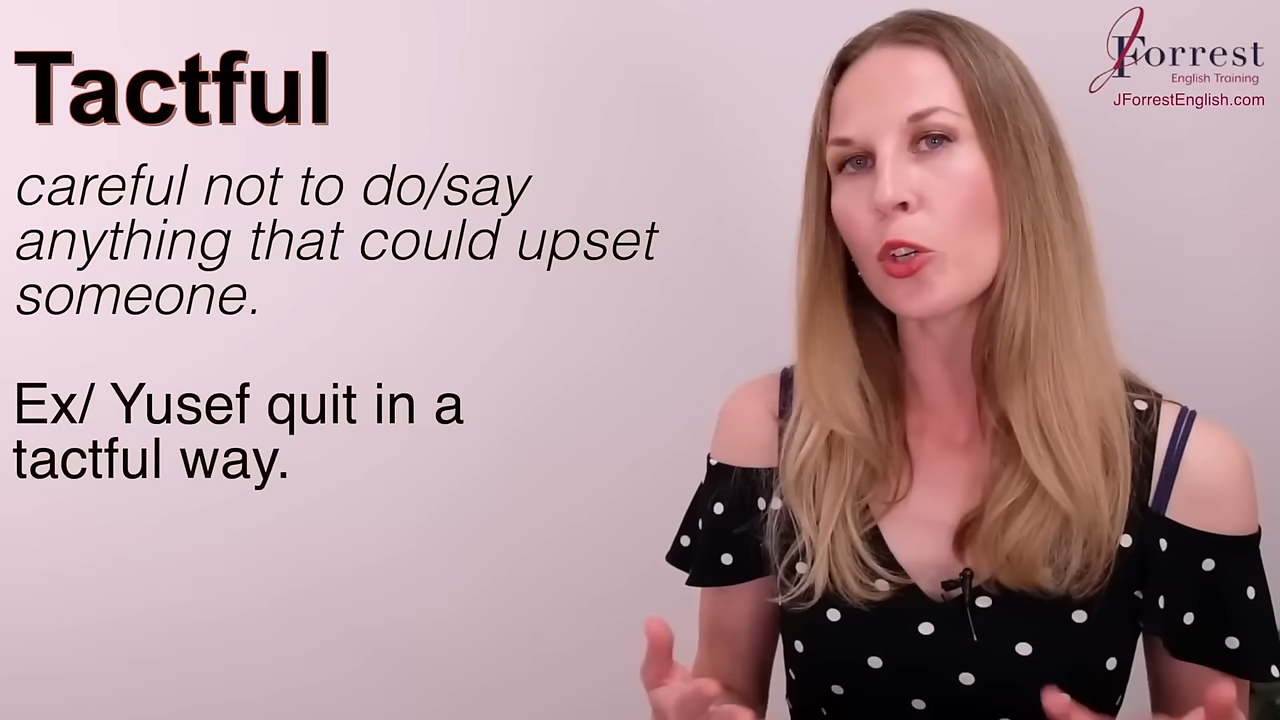 Tactful
careful not to do/say
anything that could upset
someone.
Ex/ Yusef quit in a
tactful way.
JForrest
English Training
JForrestEnglish.com